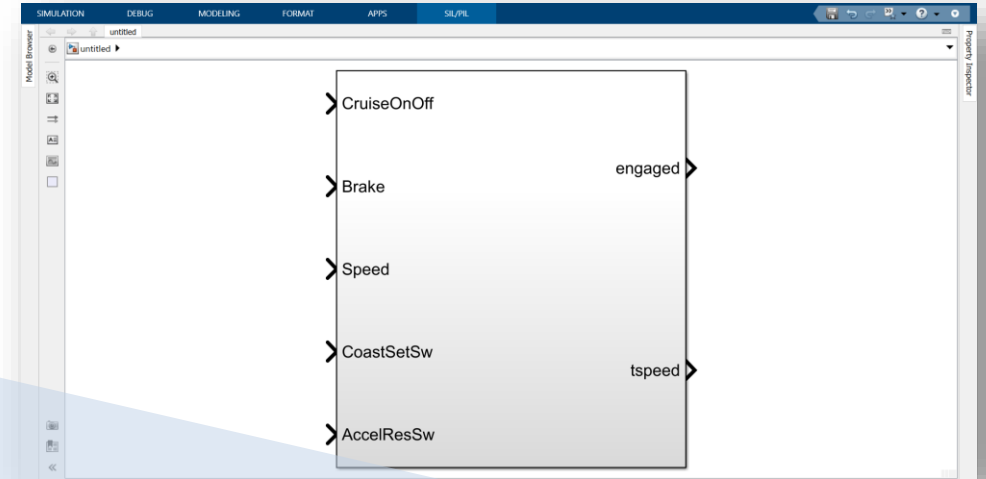 SIMULATION DEBUG MODELING FORMAT APPS SIL/PIL
untitled
untitled
Model Browser
Property Inspector
CruiseOnOff
engaged
Brake
Speed
CoastSetSw
tspeed
AccelResSw